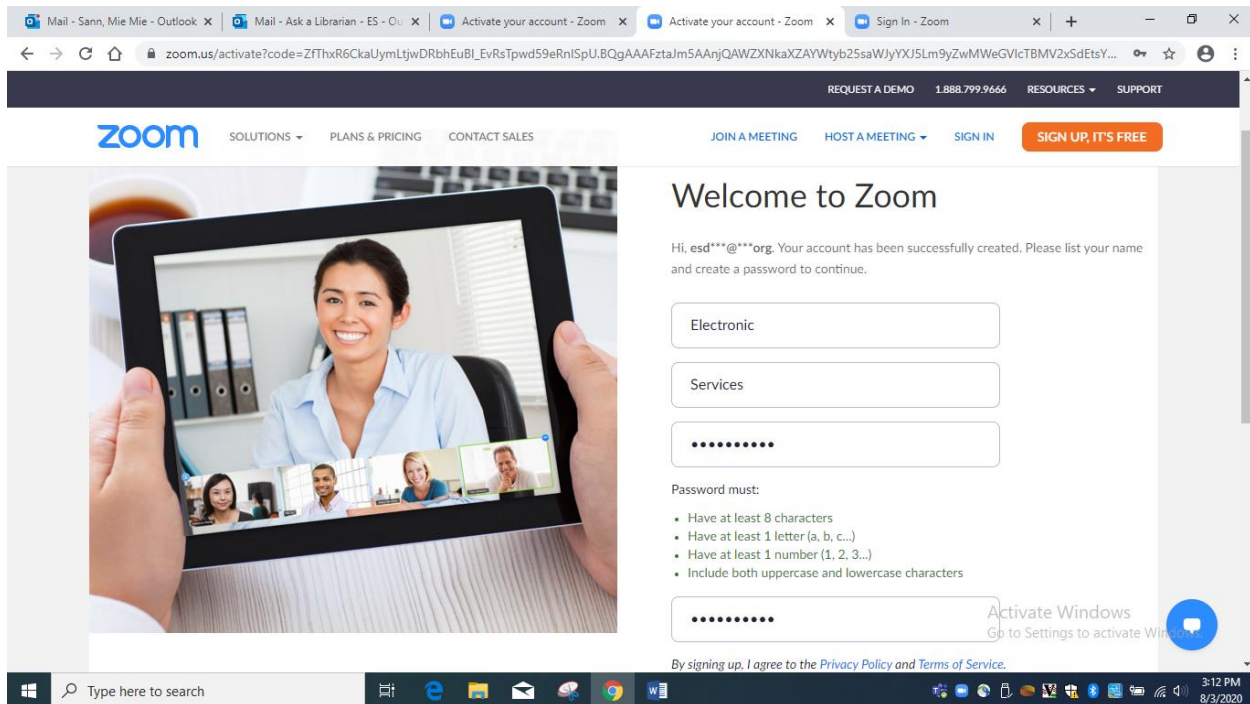 Mail - Sann, Mie Mie - Outlook
Mail - Ask a Librarian - ES - Ou
Activate your account - Zoom
Activate your account - Zoom
Sign In - Zoom
zoom.us/activate?code=ZfThxR6CkaUymLtjwDRbhEuBI_EvRsTpwd59eRnISpU.BQgAAAFztaJm5AAnjQAWZXNkaXZAYWtyb25saWJyYXJ5Lm9yZwMWeGVIcTBMV2xSdEtsY...
REQUEST A DEMO 1.888.799.9666 RESOURCES SUPPORT
zoom SOLUTIONS PLANS & PRICING CONTACT SALES JOIN A MEETING HOST A MEETING SIGN IN SIGN UP, IT'S FREE
Welcome to Zoom
Hi, esd***@***org. Your account has been successfully created. Please list your name
and create a password to continue.
Electronic
Services
••••••••••
Password must:
• Have at least 8 characters
• Have at least 1 letter (a, b, c...)
• Have at least 1 number (1, 2, 3...)
• Include both uppercase and lowercase characters
••••••••••
Activate Windows
Go to Settings to activate Windows.
By signing up, I agree to the Privacy Policy and Terms of Service.
Type here to search
3:12 PM
8/3/2020